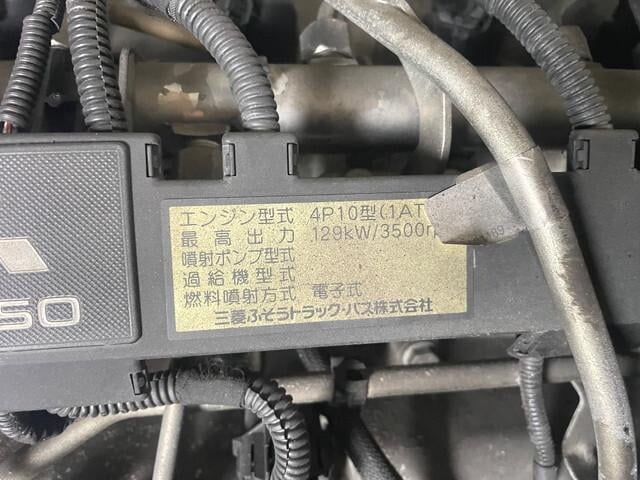 エンジン型式 4P10型(1AT
最高出力 129kW/3500r
噴射ポンプ型式
過給機型式
燃料噴射方式 電子式
三菱ふそうトラック・バス株式会社
SO